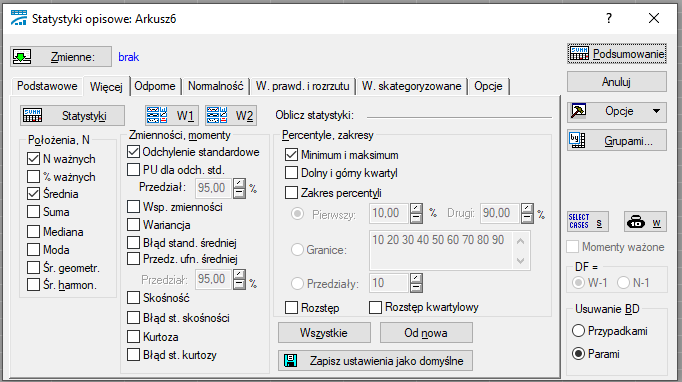 Statystyki opisowe: Arkusz6
?
Zmienne: brak
Podsumowanie
Anuluj
Opcje
Grupami...
Podstawowe Więcej Odporne Normalność W. prawd. i rozrzutu W. skategoryzowane Opcje
Statystyki W1 W2 Oblicz statystyki:
Położenia, N
N ważnych
% ważnych
Średnia
Suma
Mediana
Moda
Śr. geometr.
Śr. harmon.
Zmienności, momenty
Odchylenie standardowe
PU dla odch. std.
Przedział: 95,00 %
Wsp. zmienności
Wariancja
Błąd stand. średniej
Przedz. ufn. średniej
Przedział: 95,00 %
Skośność
Błąd st. skośności
Kurtoza
Błąd st. kurtozy
Percentyle, zakresy
Minimum i maksimum
Dolny i górny kwartyl
Zakres percentyli
Pierwszy: 10,00 % Drugi: 90,00 %
Granice: 10 20 30 40 50 60 70 80 90
Przedziały: 10
Rozstęp Rozstęp kwartylowy
Wszystkie Od nowa
Zapisz ustawienia jako domyślne
SELECT CASES S W
Momenty ważone
DF =
W-1 N-1
Usuwanie BD
Przypadkami
Parami